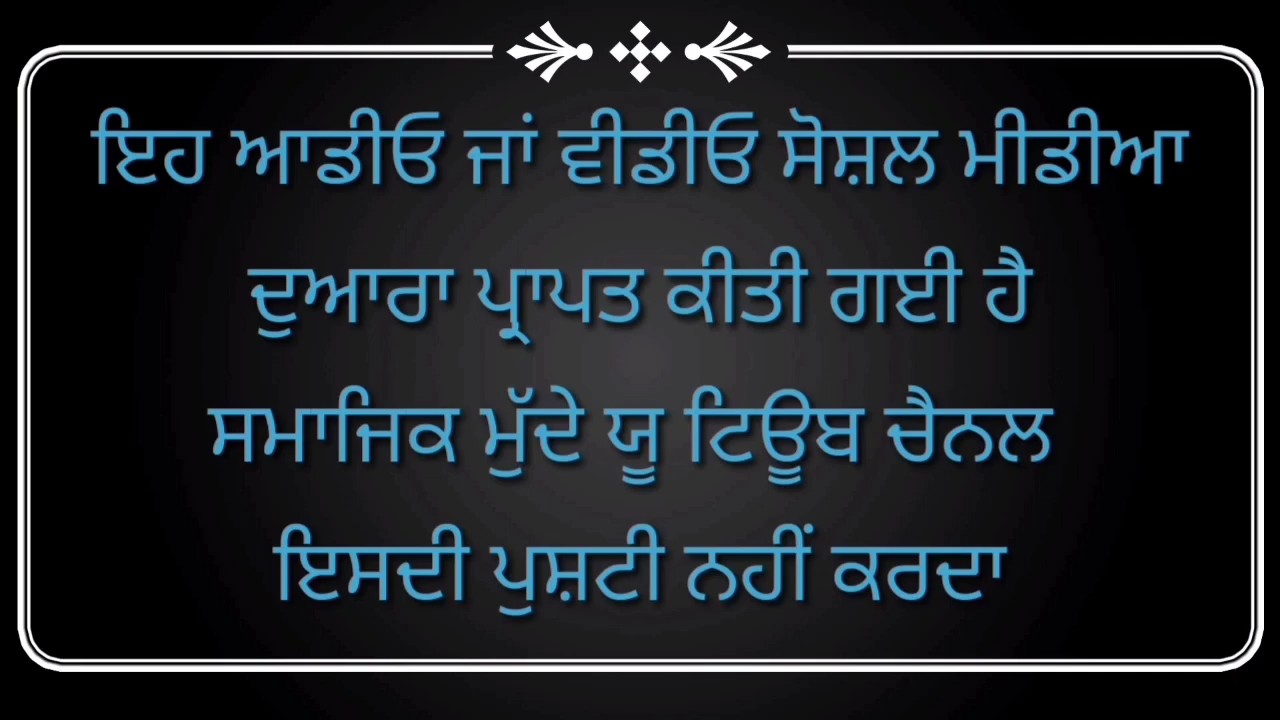 ਇਹ ਆਡੀਓ ਜਾਂ ਵੀਡੀਓ ਸੋਸ਼ਲ ਮੀਡੀਆ
ਦੁਆਰਾ ਪ੍ਰਾਪਤ ਕੀਤੀ ਗਈ ਹੈ
ਸਮਾਜਿਕ ਮੁੱਦੇ ਯੂ ਟਿਊਬ ਚੈਨਲ
ਇਸਦੀ ਪੁਸ਼ਟੀ ਨਹੀਂ ਕਰਦਾ